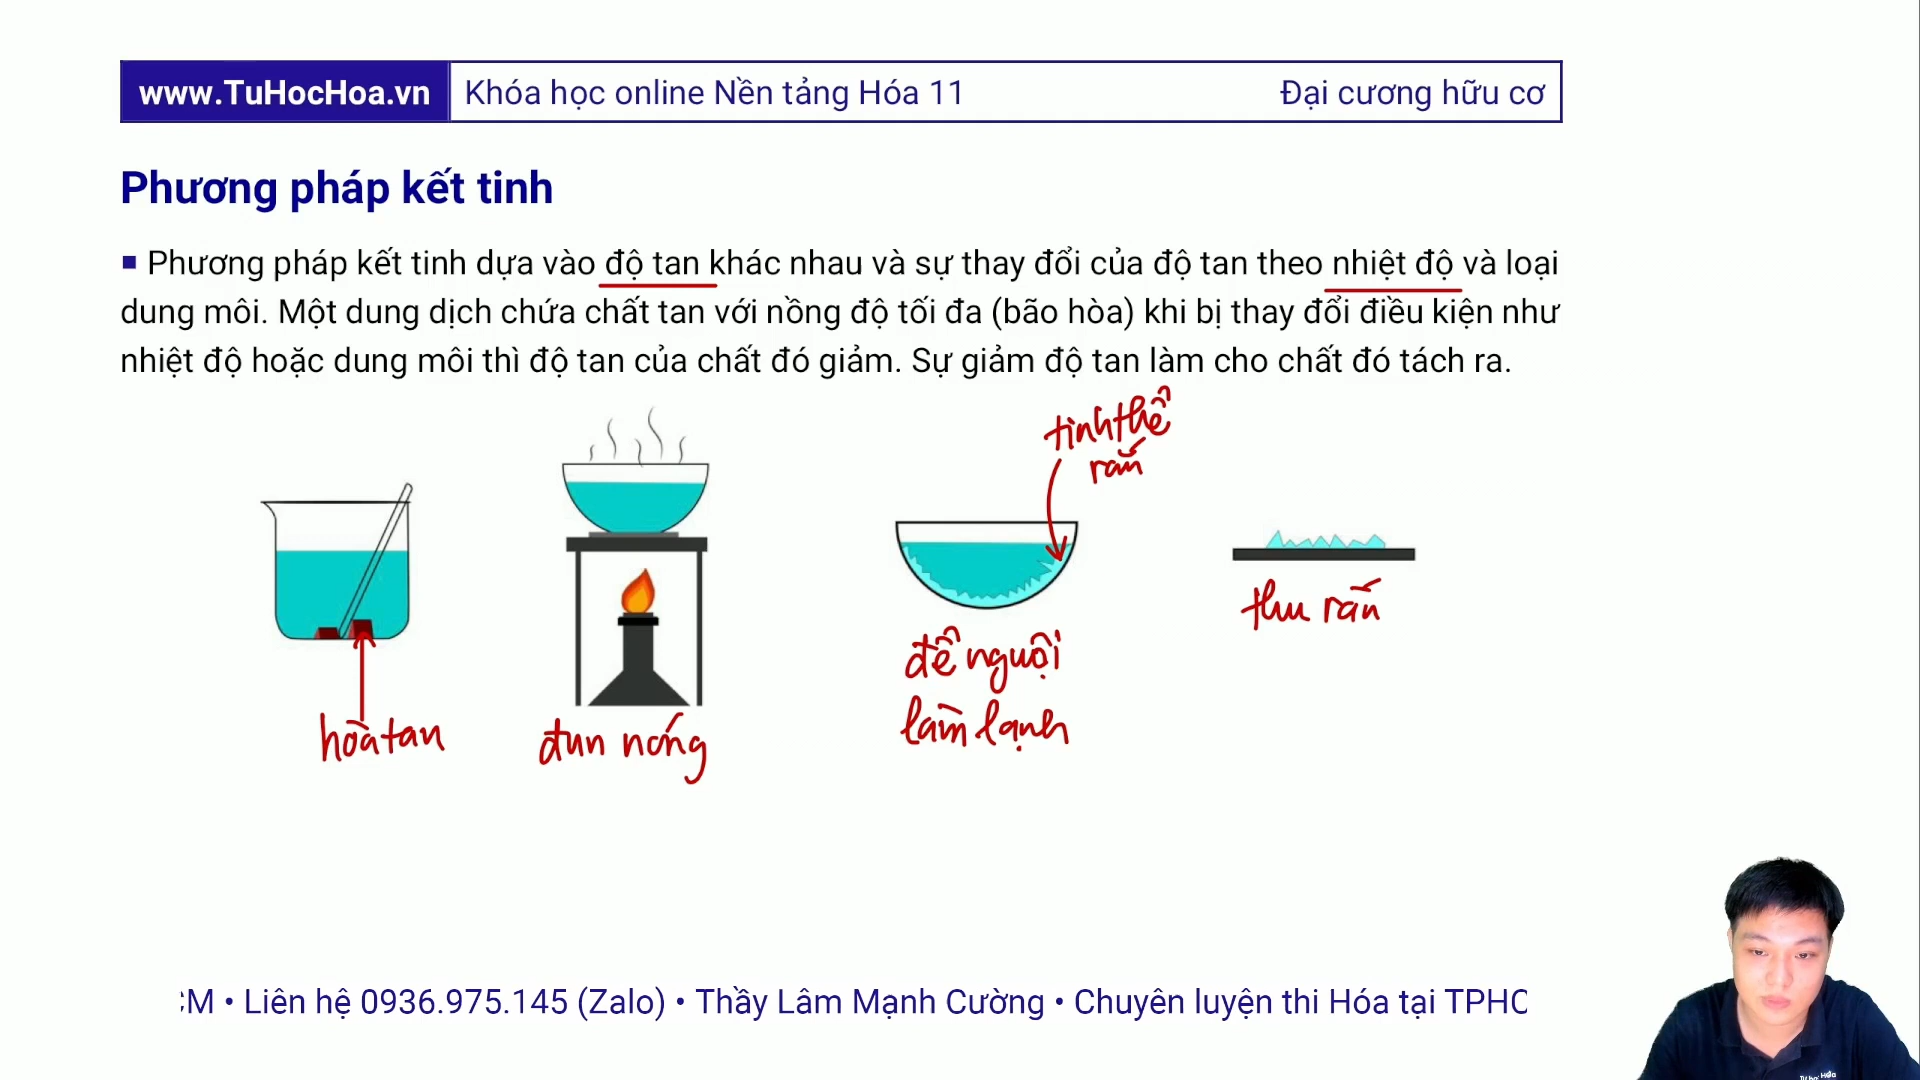 www.TuHocHoa.vn Khóa học online Nền tảng Hóa 11 Đại cương hữu cơ
Phương pháp kết tinh
▪ Phương pháp kết tinh dựa vào độ tan khác nhau và sự thay đổi của độ tan theo nhiệt độ và loại
dung môi. Một dung dịch chứa chất tan với nồng độ tối đa (bão hòa) khi bị thay đổi điều kiện như
nhiệt độ hoặc dung môi thì độ tan của chất đó giảm. Sự giảm độ tan làm cho chất đó tách ra.
tinh thể
rắn
hòa tan
đun nóng
để nguội
làm lạnh
thu rắn
CM • Liên hệ 0936.975.145 (Zalo) • Thầy Lâm Mạnh Cường • Chuyên luyện thi Hóa tại TPHC
Tự học Hóa